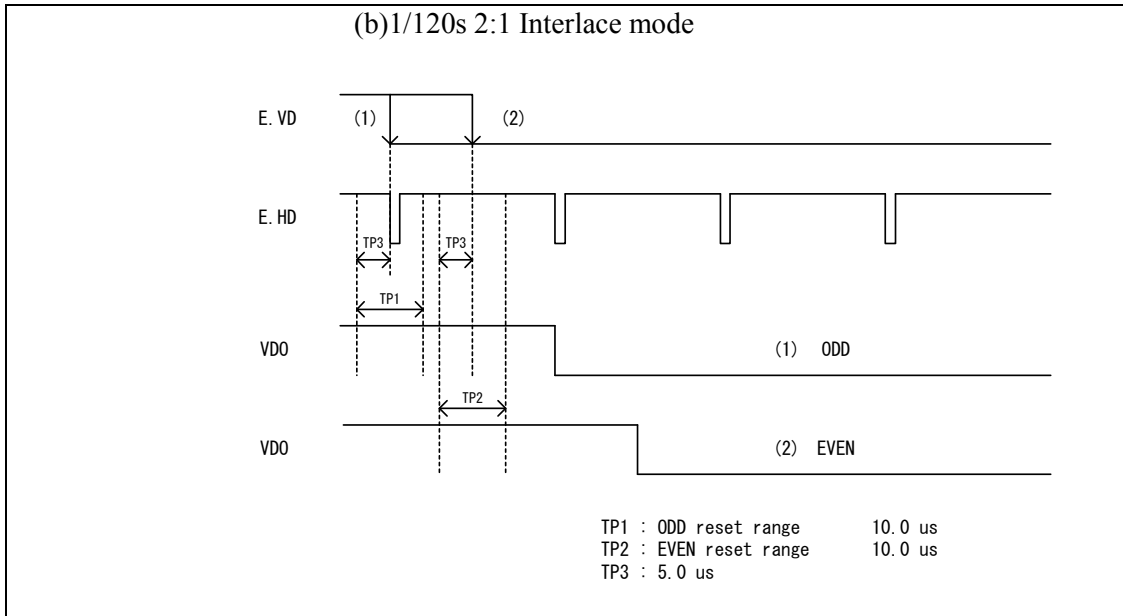 (b)1/120s 2:1 Interlace mode
E. VD (1) (2)
E. HD
TP3 TP3
TP1
VDO (1) ODD
TP2
VDO (2) EVEN
TP1 : ODD reset range 10.0 us
TP2 : EVEN reset range 10.0 us
TP3 : 5.0 us